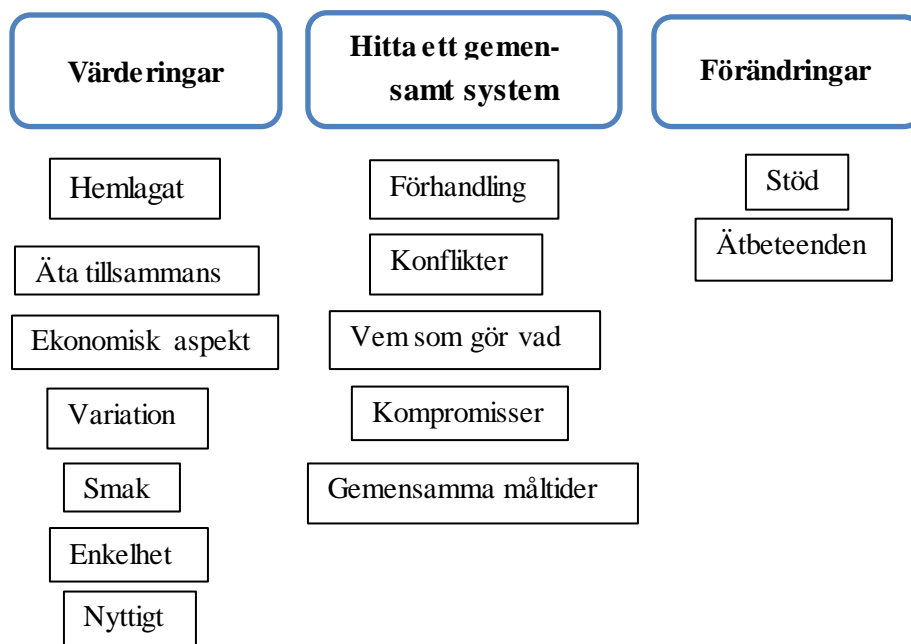 Värderingar
Hemlagat
Äta tillsammans
Ekonomisk aspekt
Variation
Smak
Enkelhet
Nyttigt
Hitta ett gemen-
samt system
Förhandling
Konflikter
Vem som gör vad
Kompromisser
Gemensamma måltider
Förändringar
Stöd
Ätbeteenden